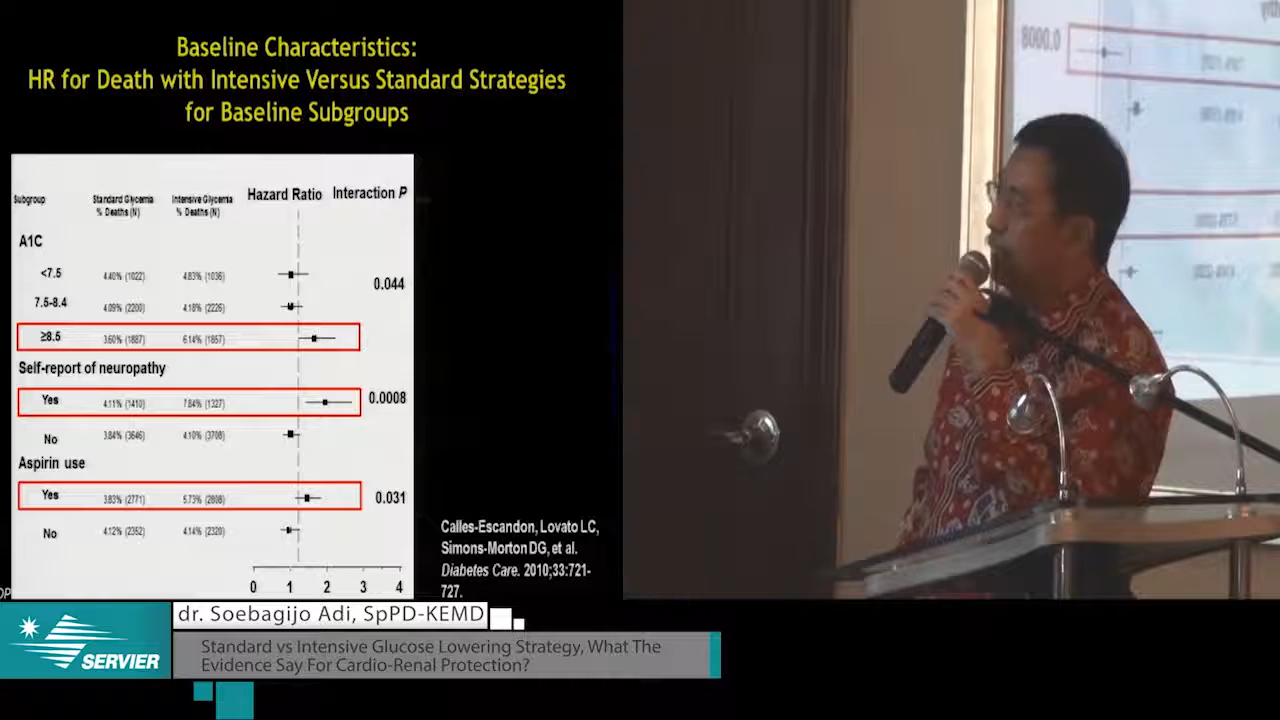 Baseline Characteristics:
HR for Death with Intensive Versus Standard Strategies
for Baseline Subgroups
Subgroup Standard Glycemia Intensive Glycemia Hazard Ratio Interaction P
% Deaths (N) % Deaths (N)
A1C
<7.5 4.40% (1022) 4.83% (1036)
0.044
7.5-8.4 4.09% (2200) 4.18% (2226)
≥8.5 3.60% (1887) 6.14% (1857)
Self-report of neuropathy
Yes 4.11% (1410) 7.84% (1327) 0.0008
No 3.84% (3646) 4.10% (3708)
Aspirin use
Yes 3.83% (2771) 5.73% (2808) 0.031
No 4.12% (2352) 4.14% (2320)
0 1 2 3 4
Calles-Escandon, Lovato LC,
Simons-Morton DG, et al.
Diabetes Care. 2010;33:721-
727.
dr. Soebagijo Adi, SpPD-KEMD
SERVIER
Standard vs Intensive Glucose Lowering Strategy, What The
Evidence Say For Cardio-Renal Protection?